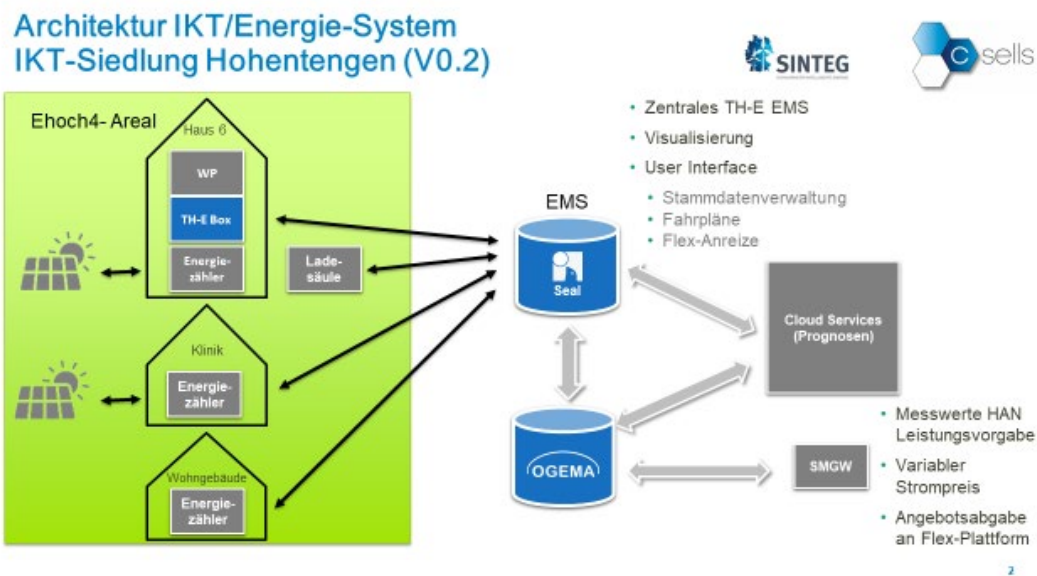 Architektur IKT/Energie-System
IKT-Siedlung Hohentengen (V0.2)
SINTEG
C sells
Ehoch4- Areal
Haus 6
WP
TH-E Box
Energie-
zähler
Lade-
säule
Klinik
Energie-
zähler
Wohngebäude
Energie-
zähler
EMS
Seal
OGEMA
• Zentrales TH-E EMS
• Visualisierung
• User Interface
• Stammdatenverwaltung
• Fahrpläne
• Flex-Anreize
Cloud Services
(Prognosen)
SMGW
• Messwerte HAN
Leistungsvorgabe
• Variabler
Strompreis
• Angebotsabgabe
an Flex-Plattform
2